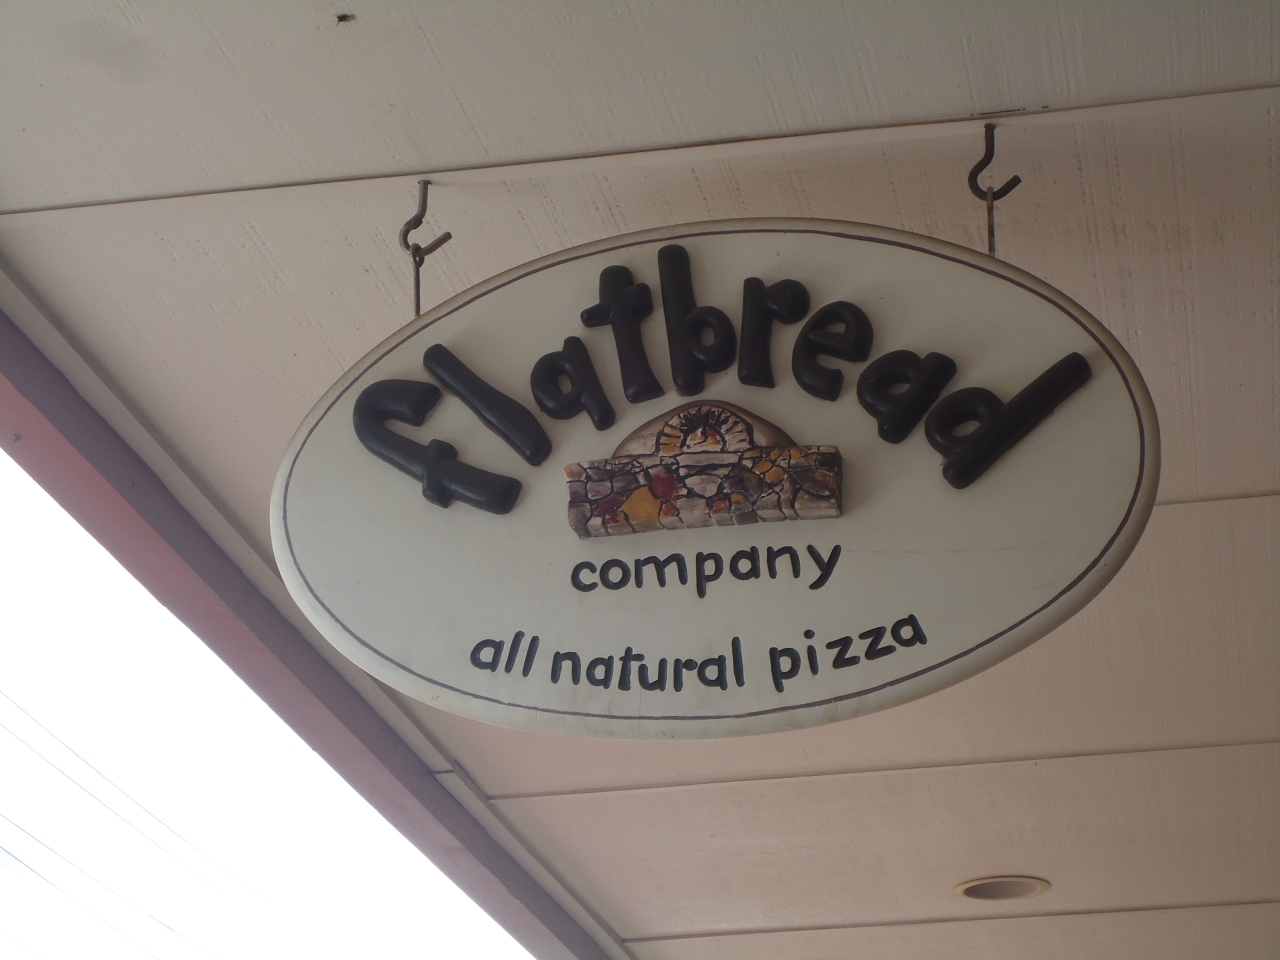 flatbread
company
all natural pizza